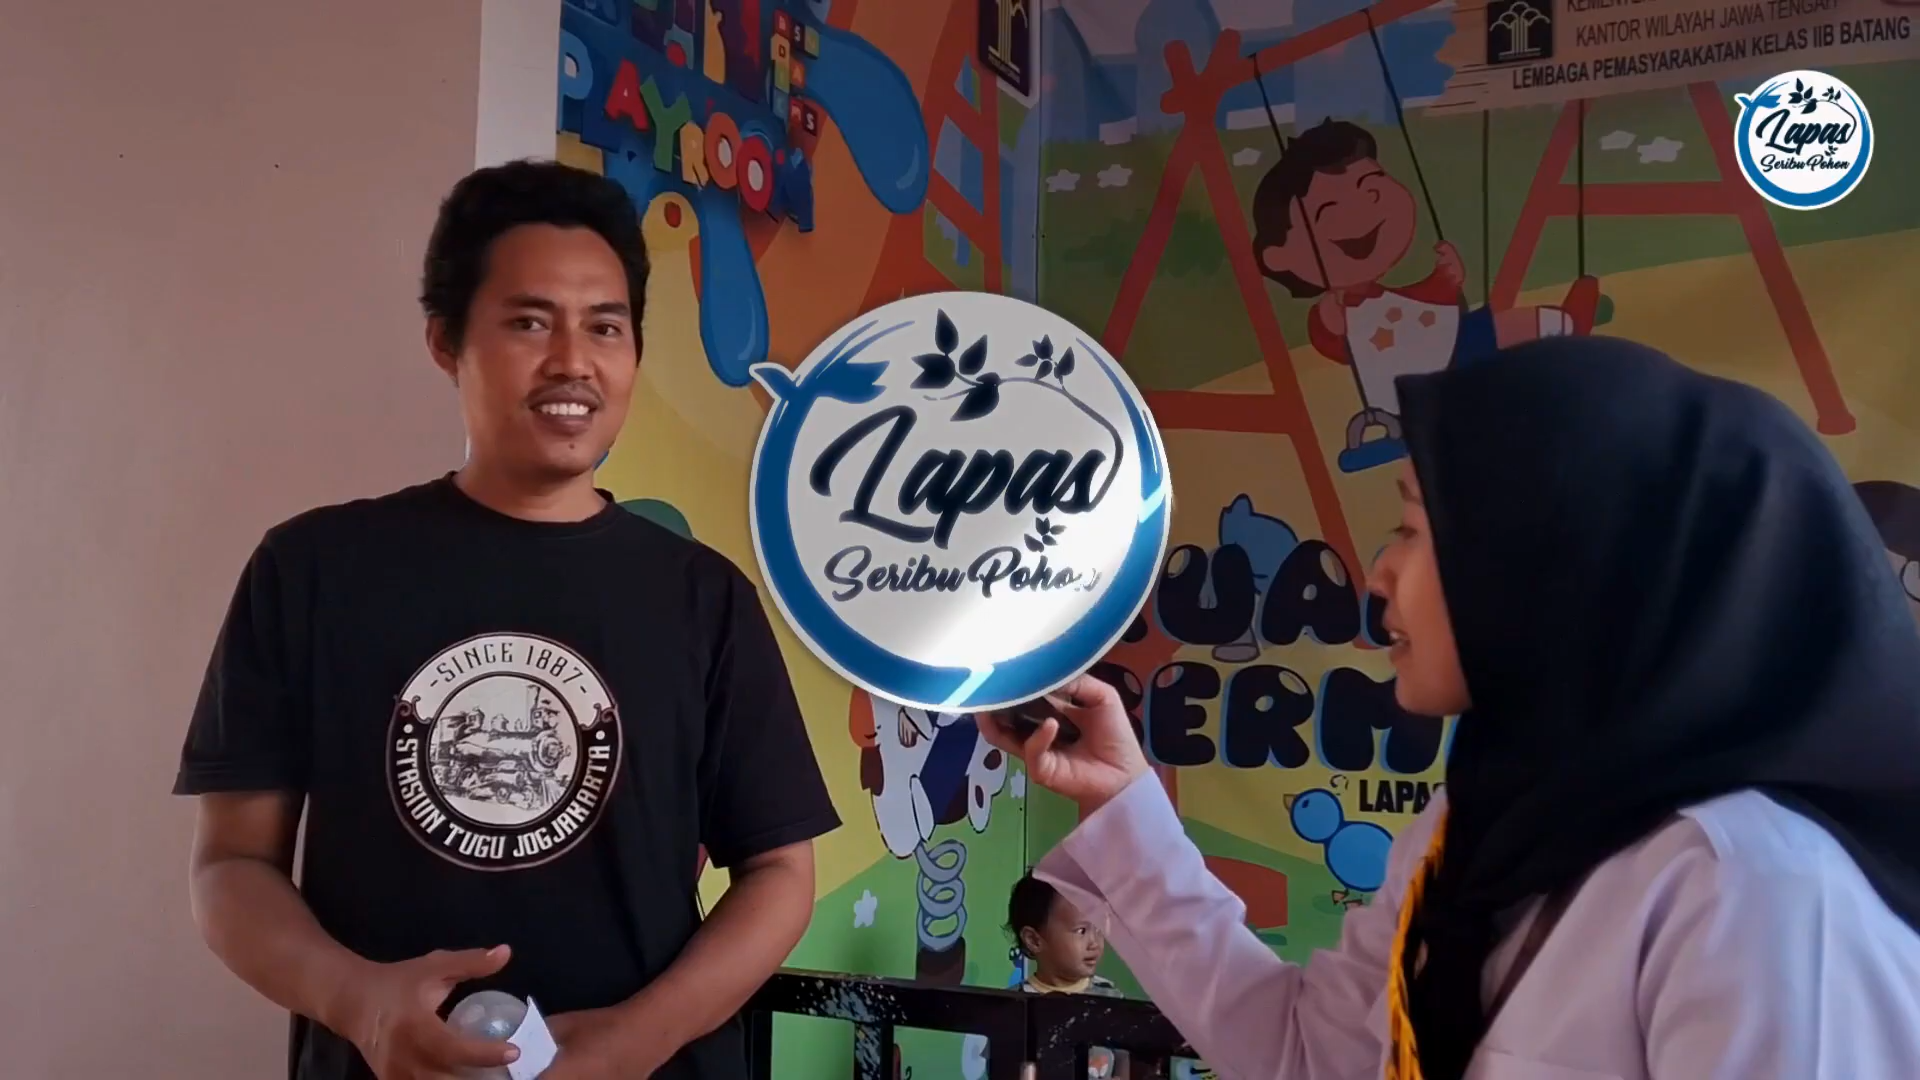 PLAYROOM
KANTOR WILAYAH JAWA TENGAH
LEMBAGA PEMASYARAKATAN KELAS IIB BATANG
Lapas
Seribu Pohon
Lapas
Seribu Pohon
-SINCE 1887-
• STASIUN TUGU JOGJAKARTA •
LAPAS